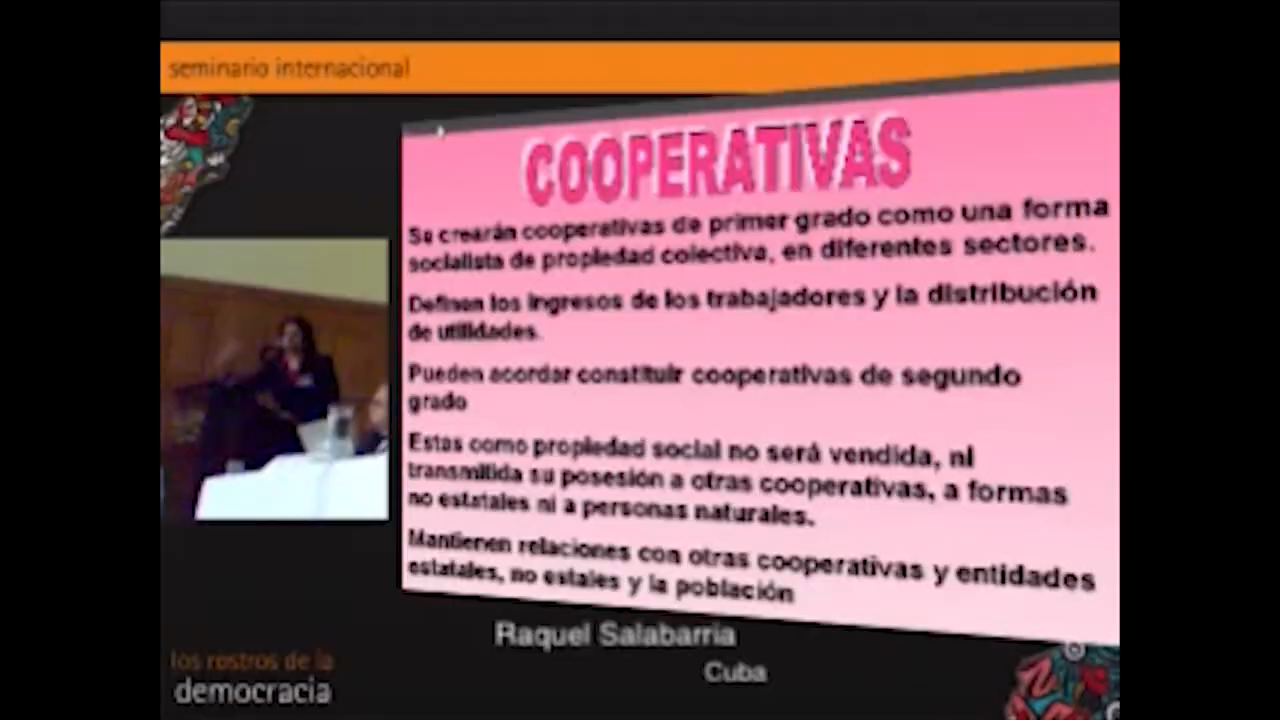 seminario internacional
COOPERATIVAS
Se crearán cooperativas de primer grado como una forma
socialista de propiedad colectiva, en diferentes sectores.
Definen los ingresos de los trabajadores y la distribución
de utilidades.
Pueden acordar constituir cooperativas de segundo
grado
Estas como propiedad social no será vendida, ni
transmitida su posesión a otras cooperativas, a formas
no estatales ni a personas naturales.
Mantienen relaciones con otras cooperativas y entidades
estatales, no estales y la población
Raquel Salabarria
Cuba
los rostros de la
democracia